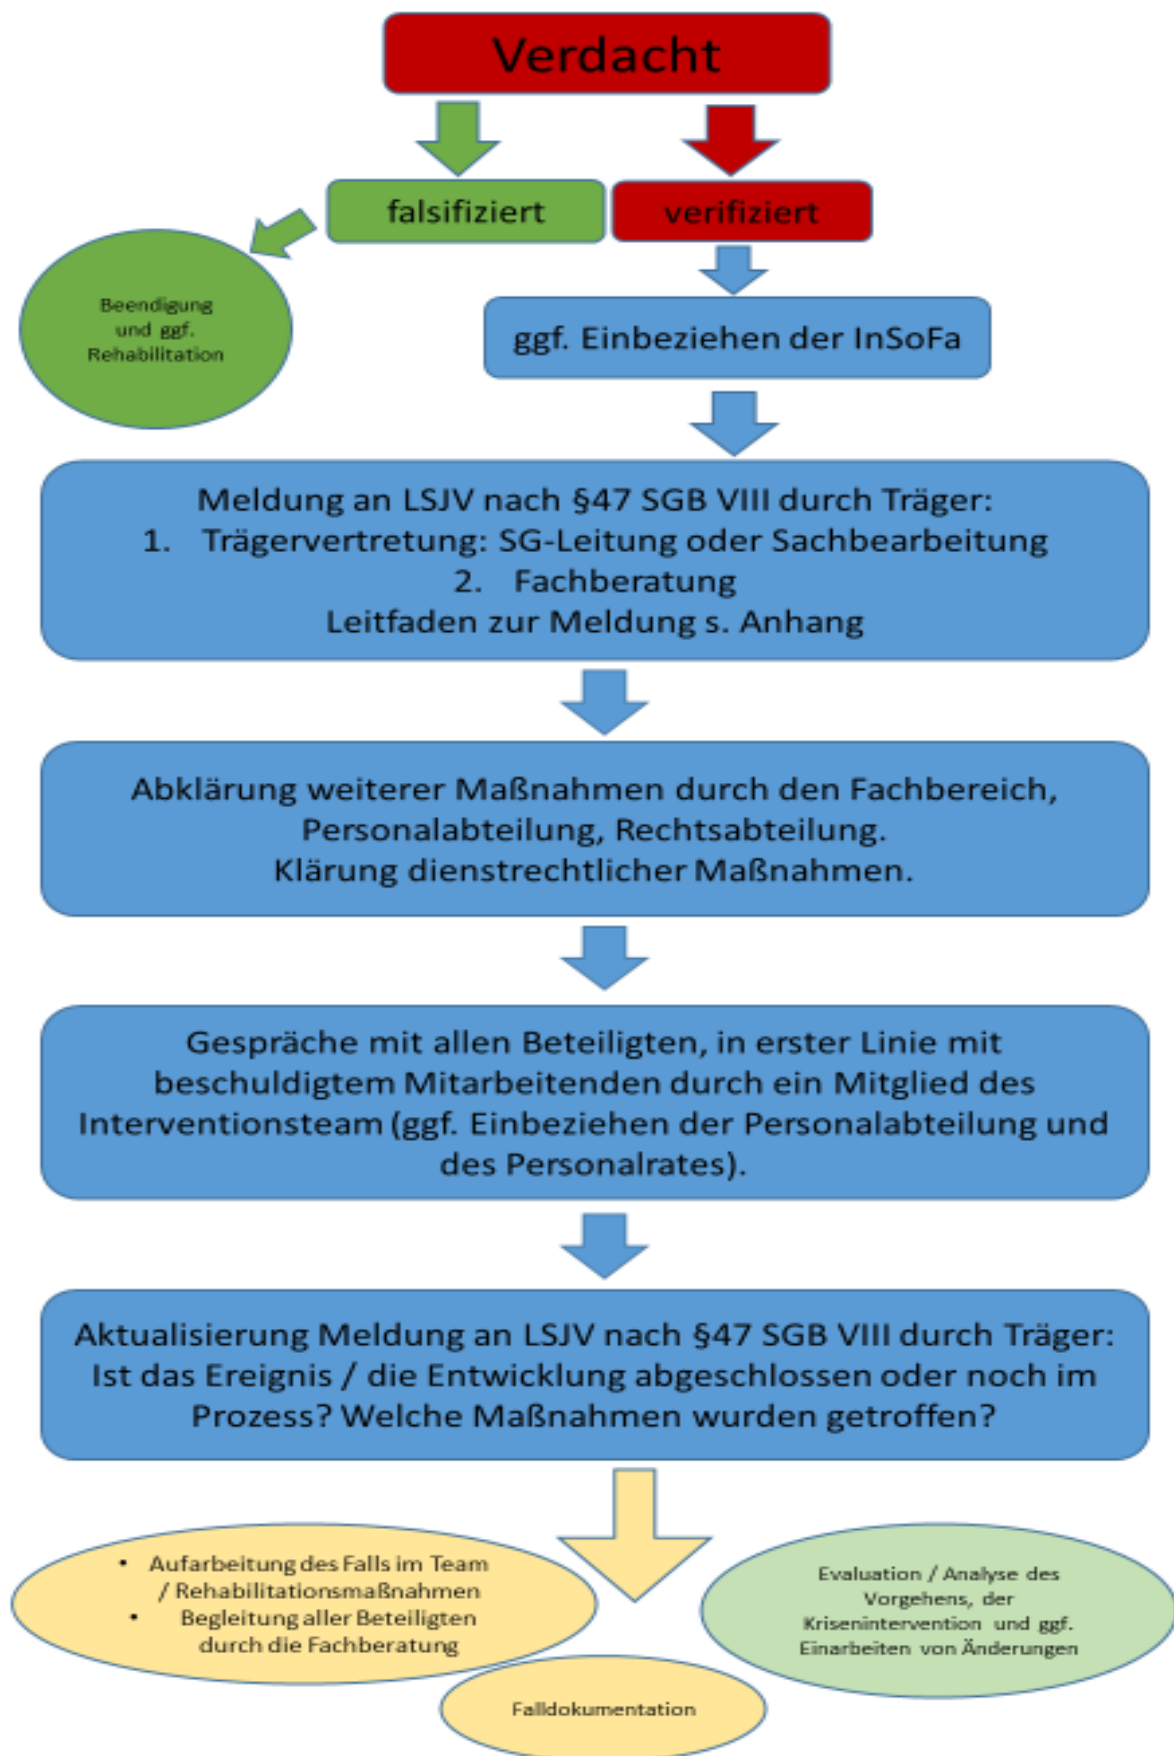 Verdacht
falsifiziert
verifiziert
Beendigung
und ggf.
Rehabilitation
ggf. Einbeziehen der InSoFa
Meldung an LSJV nach §47 SGB VIII durch Träger:
1. Trägervertretung: SG-Leitung oder Sachbearbeitung
2. Fachberatung
Leitfaden zur Meldung s. Anhang
Abklärung weiterer Maßnahmen durch den Fachbereich,
Personalabteilung, Rechtsabteilung.
Klärung dienstrechtlicher Maßnahmen.
Gespräche mit allen Beteiligten, in erster Linie mit
beschuldigtem Mitarbeitenden durch ein Mitglied des
Interventionsteam (ggf. Einbeziehen der Personalabteilung und
des Personalrates).
Aktualisierung Meldung an LSJV nach §47 SGB VIII durch Träger:
Ist das Ereignis / die Entwicklung abgeschlossen oder noch im
Prozess? Welche Maßnahmen wurden getroffen?
• Aufarbeitung des Falls im Team
/ Rehabilitationsmaßnahmen
• Begleitung aller Beteiligten
durch die Fachberatung
Evaluation / Analyse des
Vorgehens, der
Krisenintervention und ggf.
Einarbeiten von Änderungen
Falldokumentation